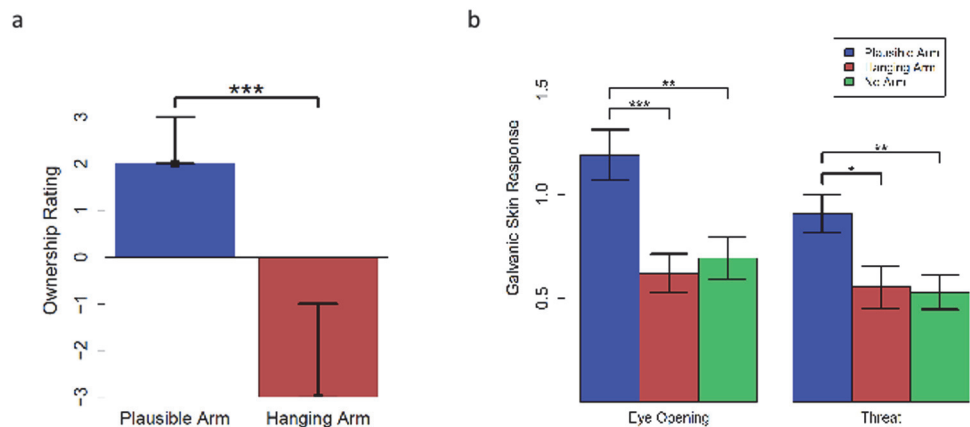 a
***
Ownership Rating
3
2
1
0
−1
−2
−3
Plausible Arm
Hanging Arm
b
Plausible Arm
Hanging Arm
No Arm
Galvanic Skin Response
1.5
1.0
0.5
**
***
**
*
Eye Opening
Threat